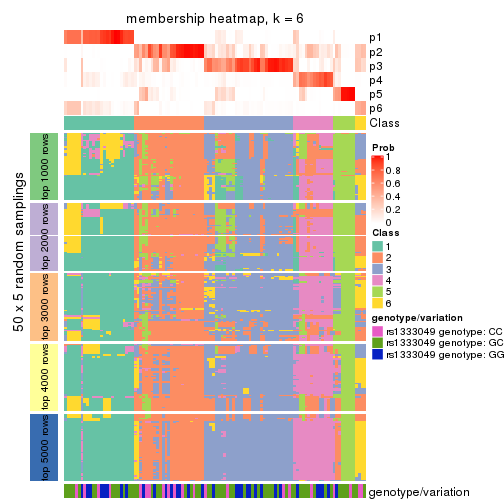 membership heatmap, k = 6
p1
p2
p3
p4
p5
p6
Class
50 x 5 random samplings
top 1000 rows
top 2000 rows
top 3000 rows
top 4000 rows
top 5000 rows
Prob
1
0.8
0.6
0.4
0.2
0
Class
1
2
3
4
5
6
genotype/variation
rs1333049 genotype: CC
rs1333049 genotype: GC
rs1333049 genotype: GG
genotype/variation